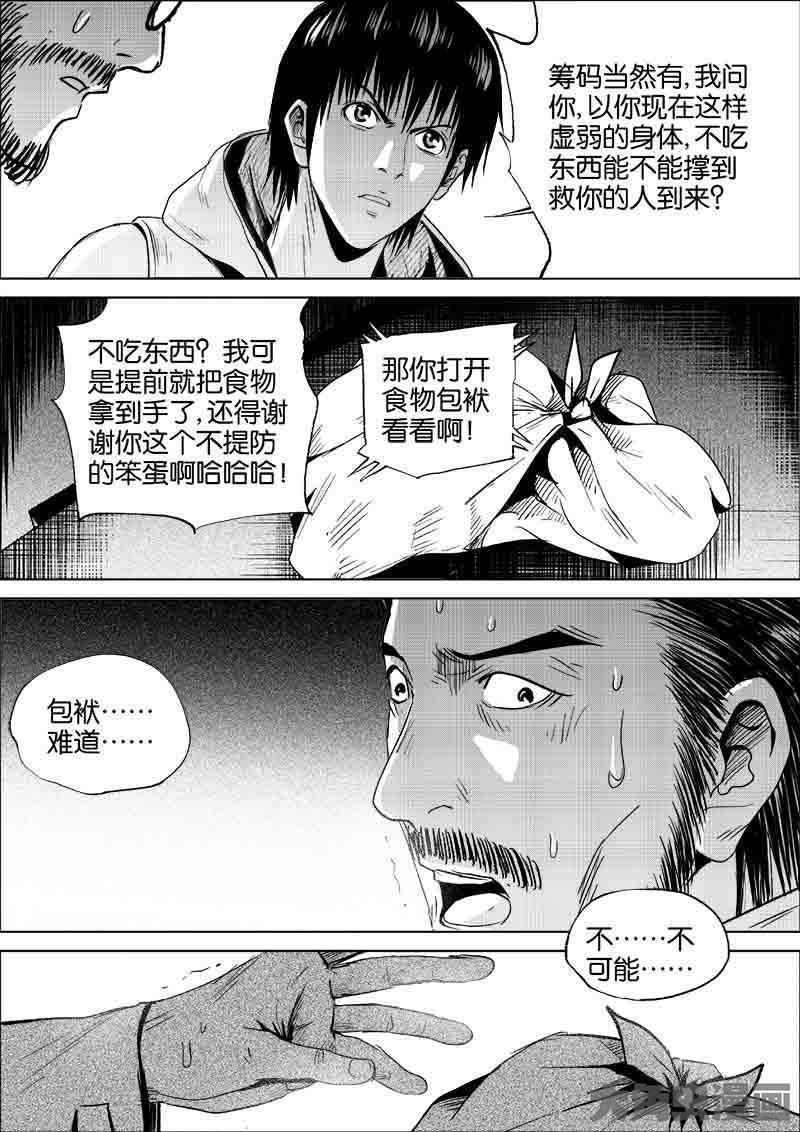 筹码当然有,我问
你,以你现在这样
虚弱的身体,不吃
东西能不能撑到
救你的人到来?
不吃东西? 我可
是提前就把食物
拿到手了,还得谢
谢你这个不提防
的笨蛋啊哈哈哈!
那你打开
食物包袱
看看啊!
包袱……
难道……
不……不
可能……